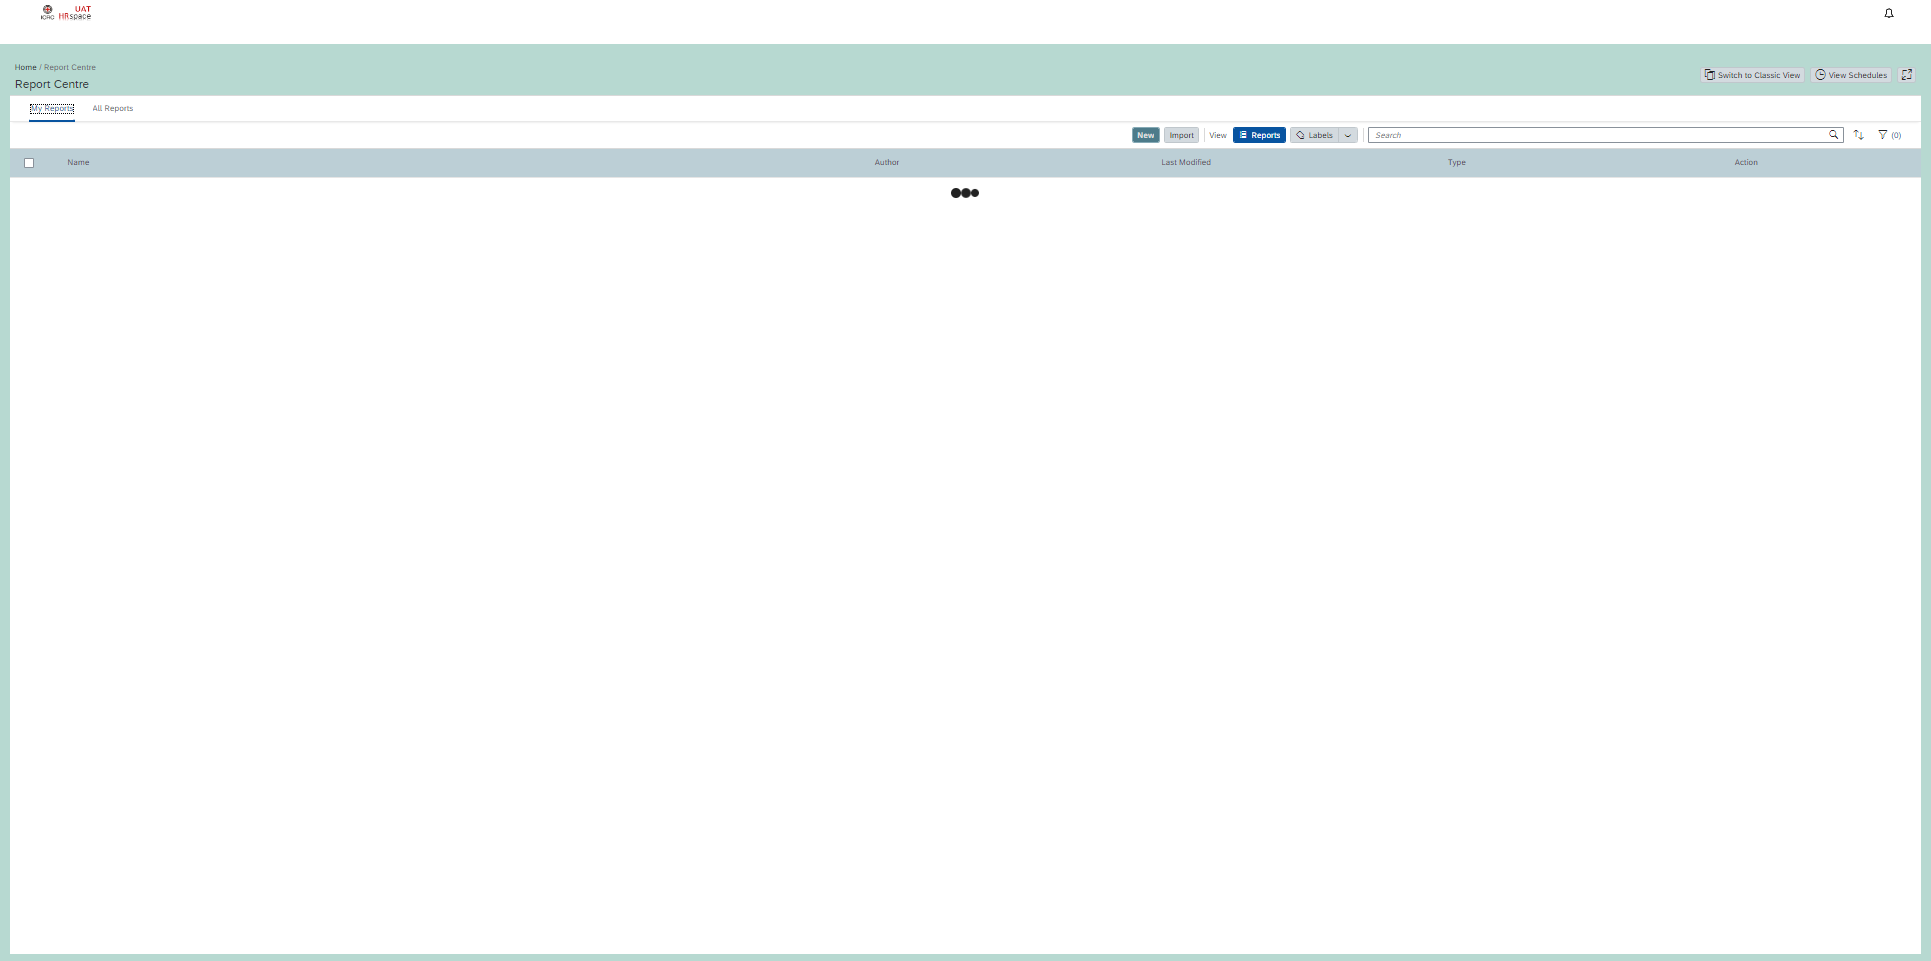 ICRC UAT HRspace
Home / Report Centre
Report Centre
Switch to Classic View View Schedules
My Reports All Reports
New Import View Reports Labels Search (0)
Name Author Last Modified Type Action